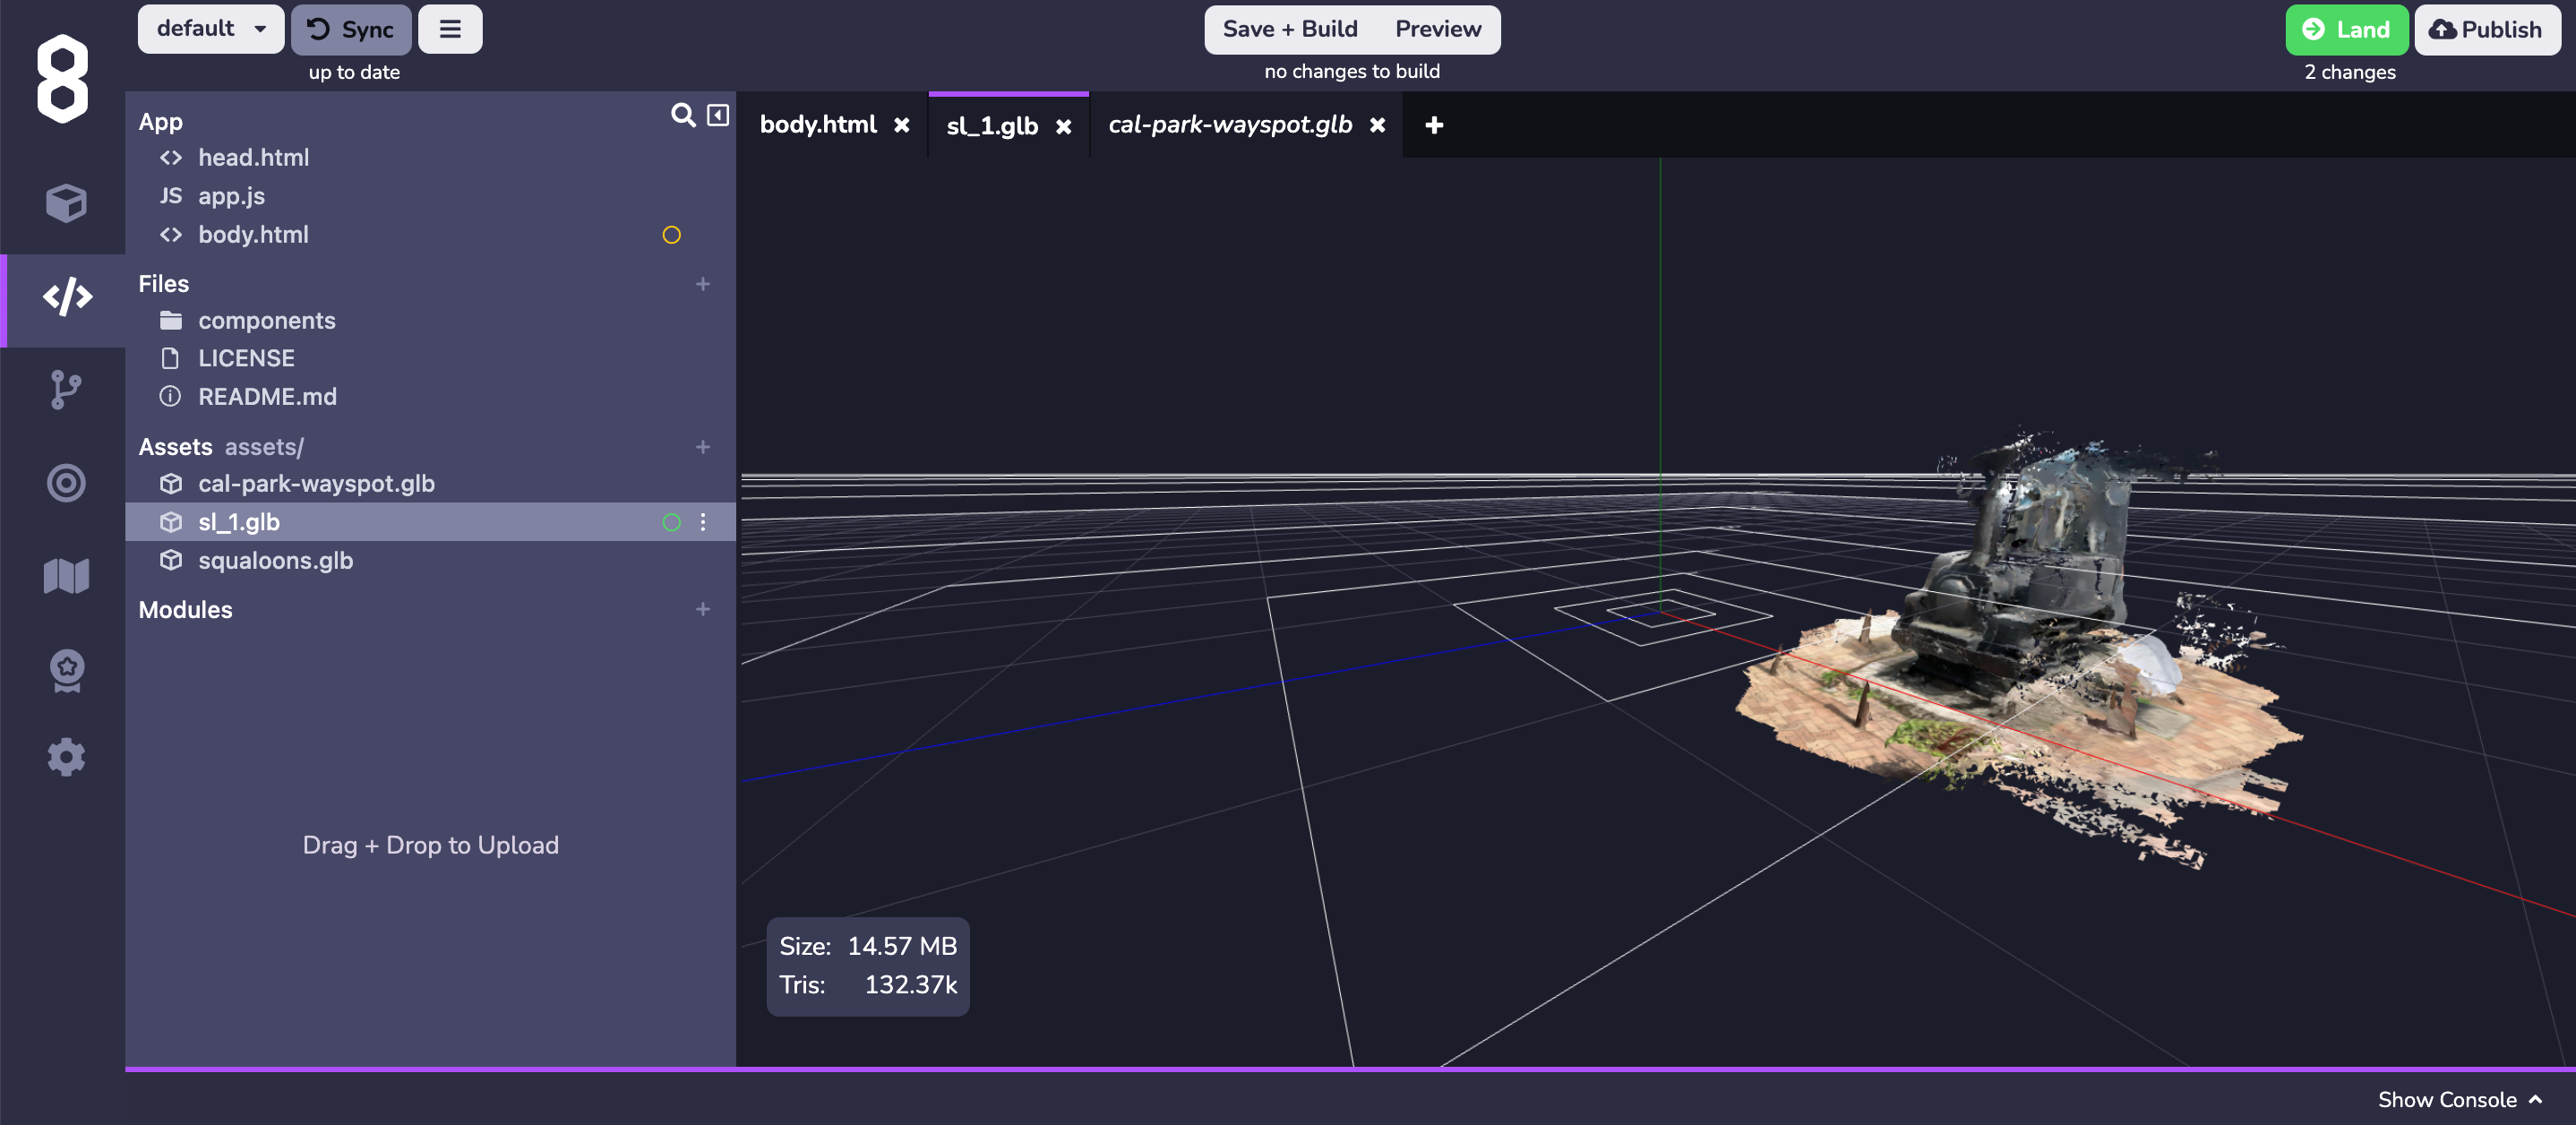 default
Sync
up to date
Save + Build Preview
no changes to build
Land
2 changes
Publish
App
head.html
JS app.js
body.html
Files
components
LICENSE
README.md
Assets assets/
cal-park-wayspot.glb
sl_1.glb
squaloons.glb
Modules
Drag + Drop to Upload
body.html
sl_1.glb
cal-park-wayspot.glb
Size: 14.57 MB
Tris: 132.37k
Show Console